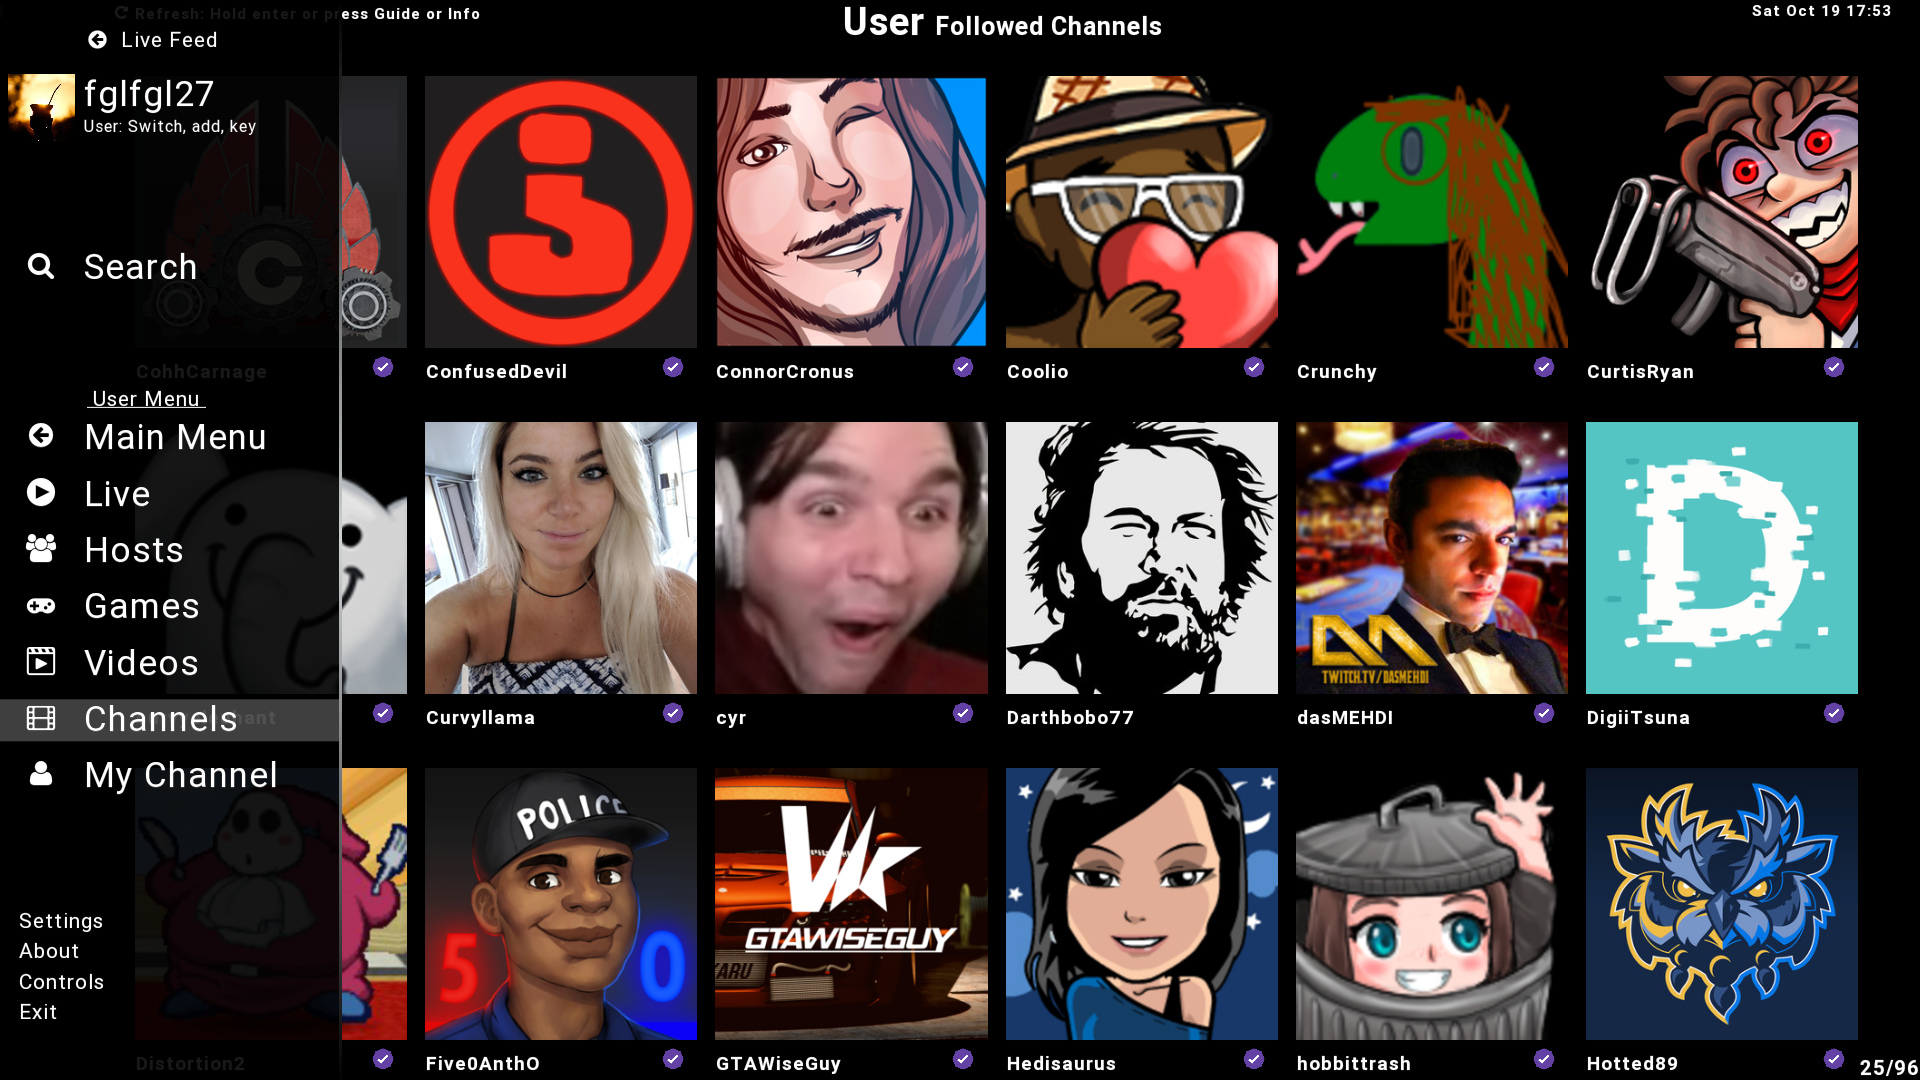 Refresh: Hold enter or press Guide or Info
User Followed Channels
Sat Oct 19 17:53
Live Feed
fglfgl27
User: Switch, add, key
Search
CohhCarnage
ConfusedDevil
ConnorCronus
Coolio
Crunchy
CurtisRyan
User Menu
Main Menu
Live
Hosts
Games
Videos
Channels
My Channel
TWITCH.TV/DASMEHDI
D
Curvyllama
cyr
Darthbobo77
dasMEHDI
DigiiTsuna
POLICE
5 0
GTAWISEGUY
Settings
About
Controls
Exit
Distortion2
Five0AnthO
GTAWiseGuy
Hedisaurus
hobbittrash
Hotted89
25/96